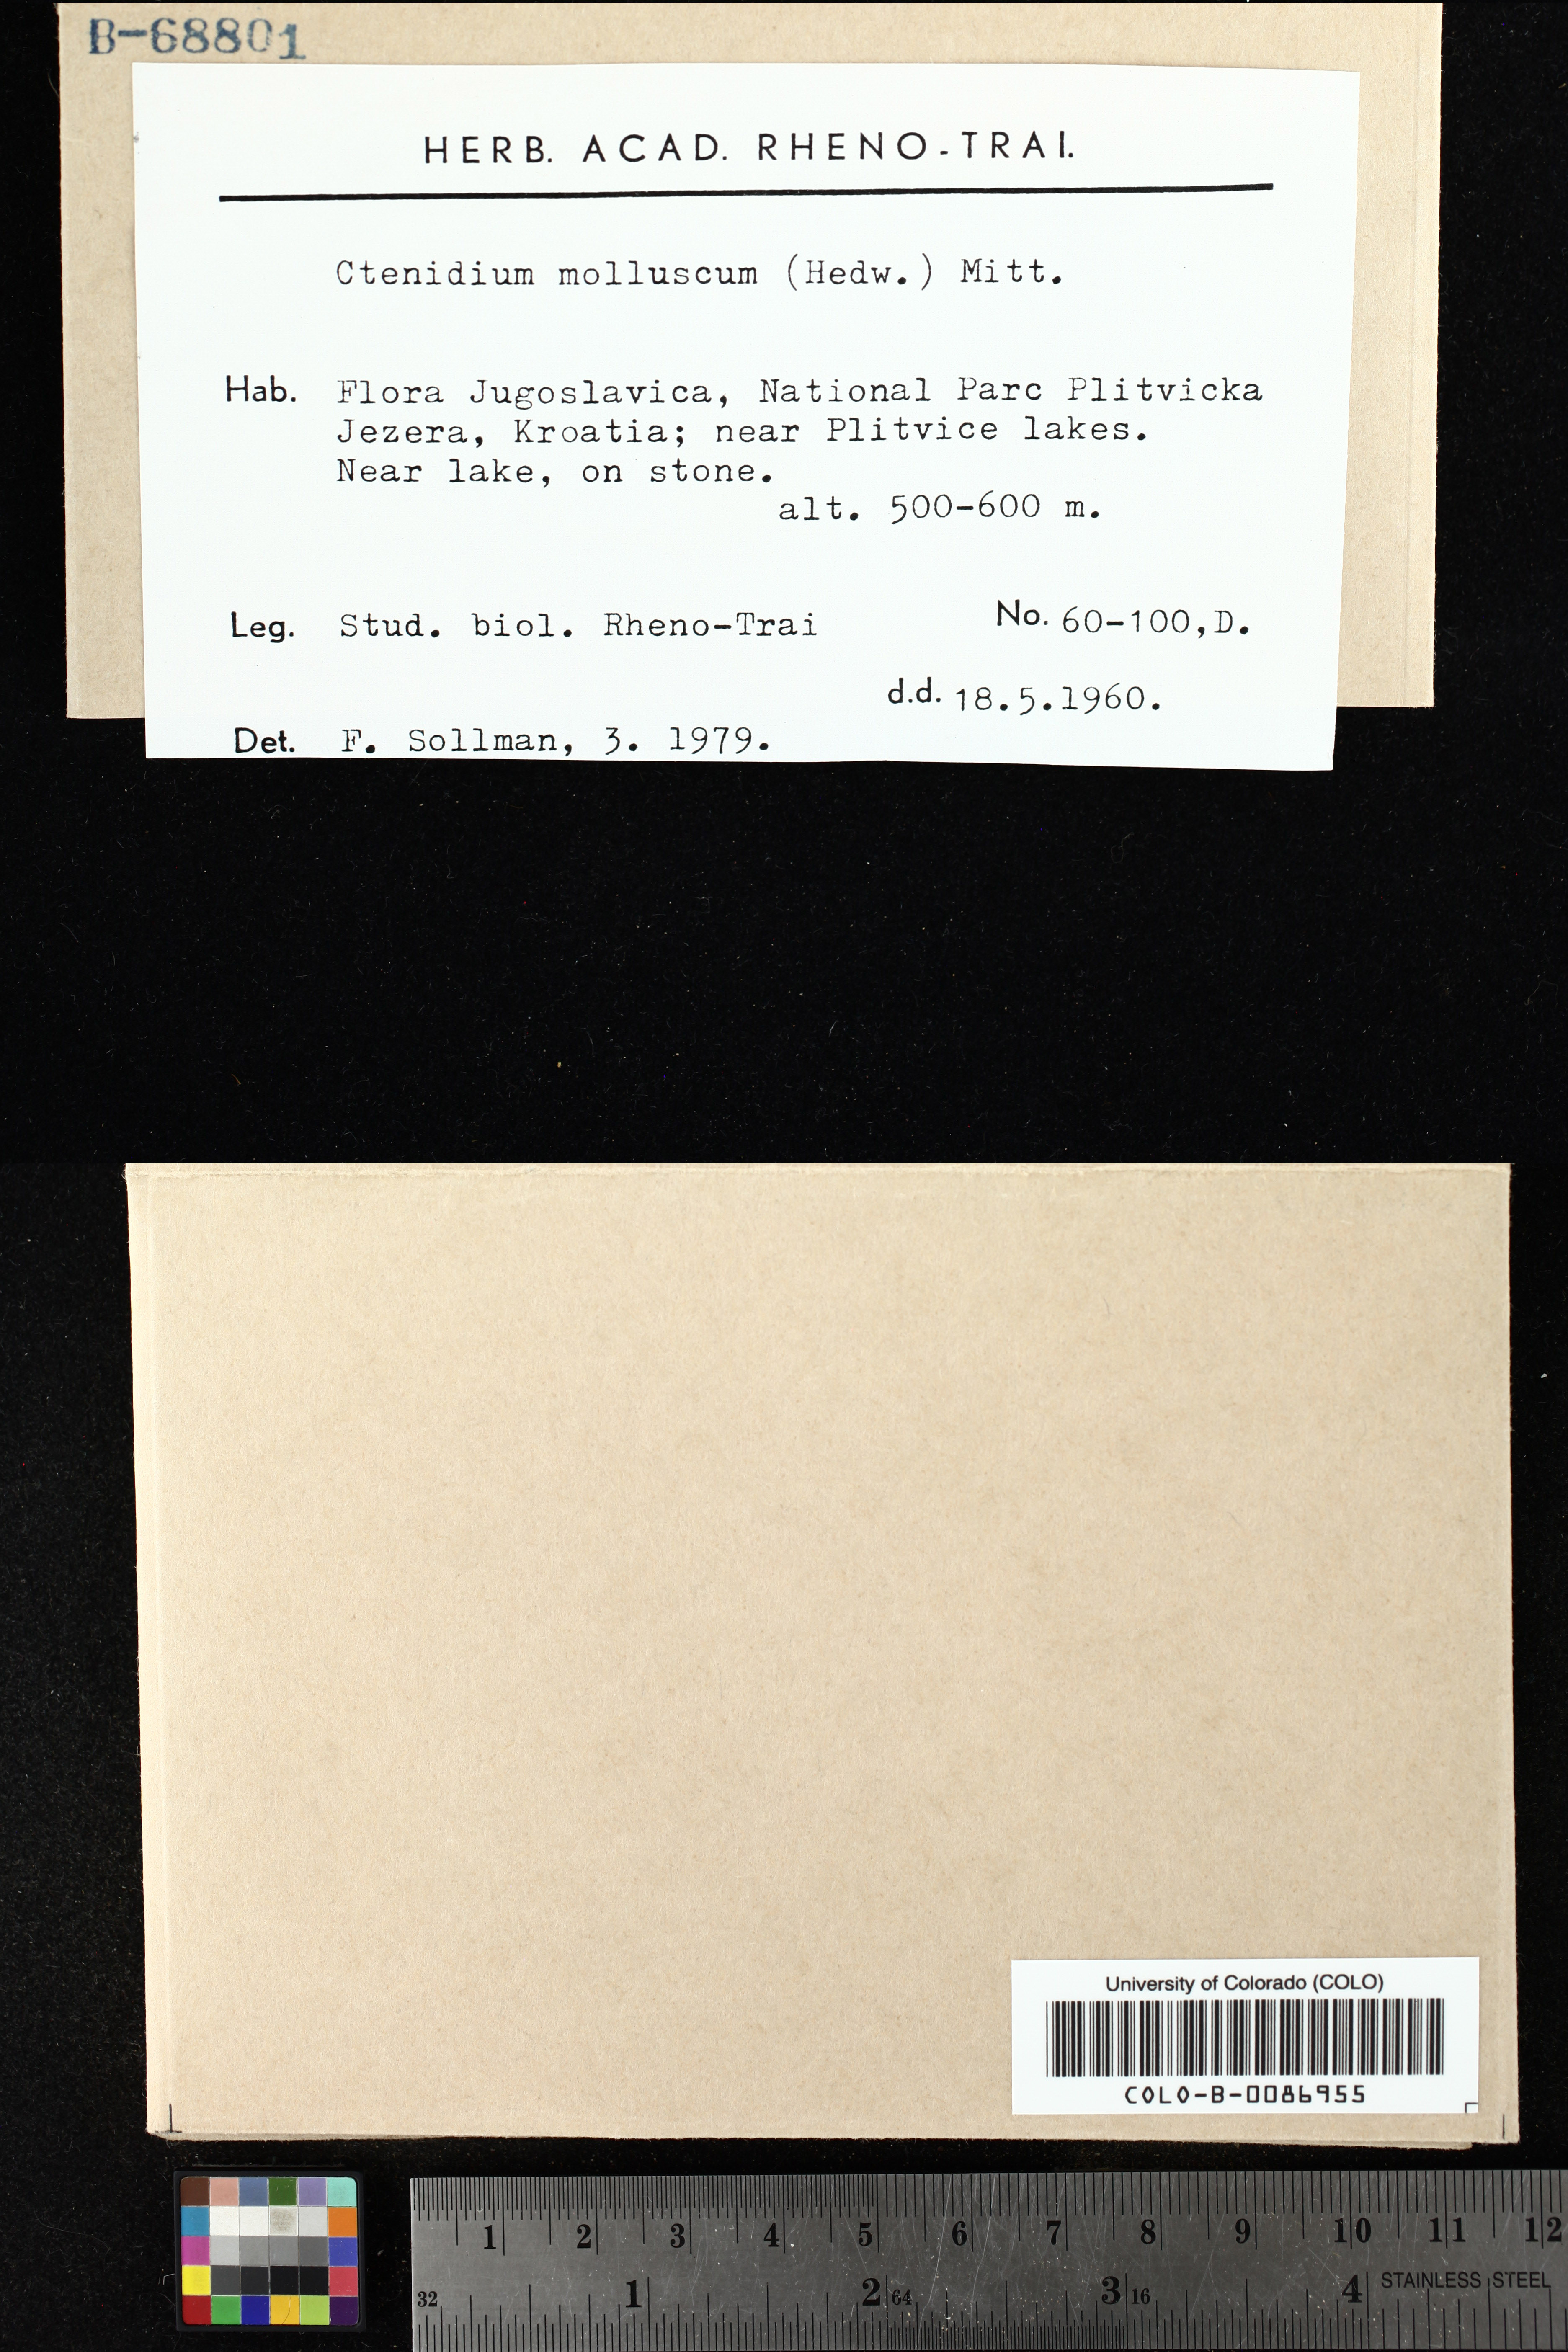 B-68801
HERB. ACAD. RHENO-TRAI.
Ctenidium molluscum (Hedw.) Mitt.
Hab. Flora Jugoslavica, National Parc Plitvicka
Jezera, Kroatia; near Plitvice lakes.
Near lake, on stone.
alt. 500-600 m.
Leg. Stud. biol. Rheno-Trai No. 60-100,D.
d.d. 18.5.1960.
Det. F. Sollman, 3. 1979.
University of Colorado (COLO)
COLO-B-0086955
1 2 3 4 5 6 7 8 9 10 11 12
32 1 2 64 3 16 4 STAINLESS STEEL